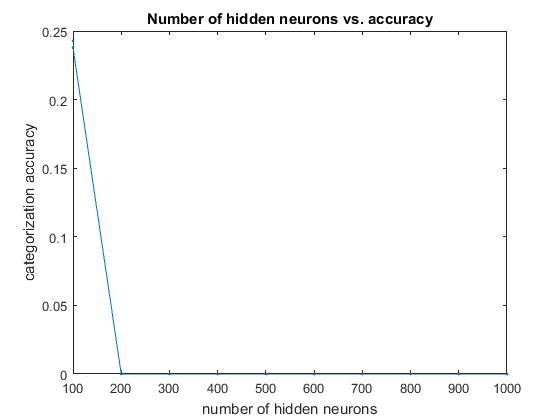 Number of hidden neurons vs. accuracy
0.25
0.2
0.15
0.1
0.05
0
categorization accuracy
100 200 300 400 500 600 700 800 900 1000
number of hidden neurons